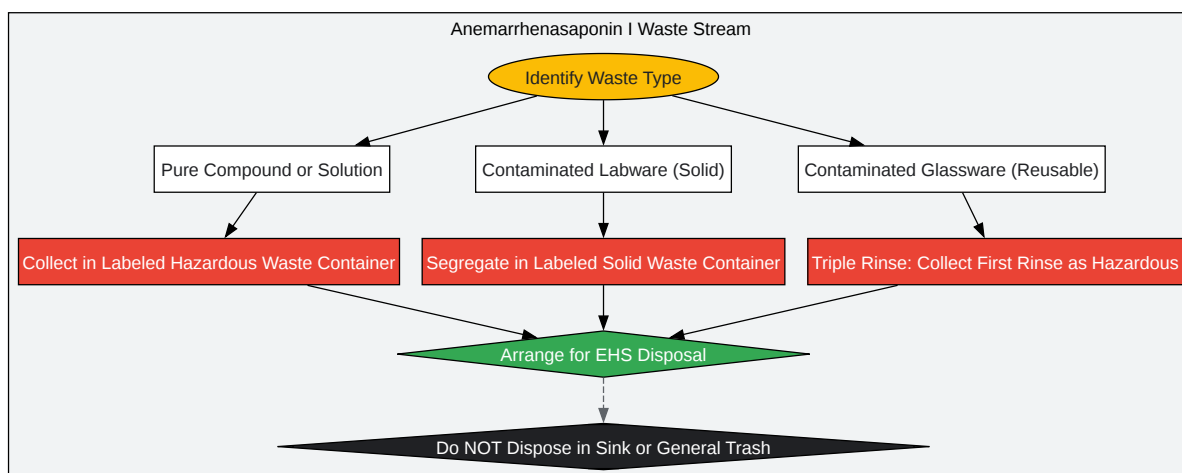 Anemarrhenasaponin I Waste Stream
Identify Waste Type
Pure Compound or Solution
Contaminated Labware (Solid)
Contaminated Glassware (Reusable)
Collect in Labeled Hazardous Waste Container
Segregate in Labeled Solid Waste Container
Triple Rinse: Collect First Rinse as Hazardous
Arrange for EHS Disposal
Do NOT Dispose in Sink or General Trash